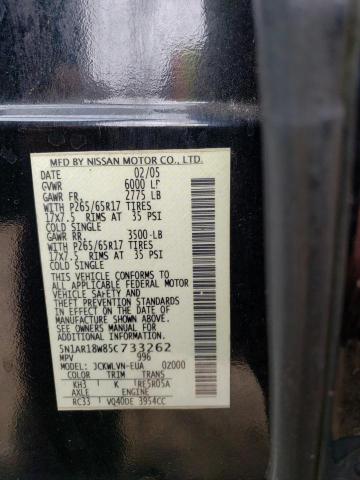 MFD BY NISSAN MOTOR CO., LTD.
DATE 02/05
GVWR 6000 LB
GAWR FR. 2775 LB
WITH P265/65R17 TIRES
17X7.5 RIMS AT 35 PSI
COLD SINGLE
GAWR RR. 3500 LB
WITH P265/65R17 TIRES
17X7.5 RIMS AT 35 PSI
COLD SINGLE
THIS VEHICLE CONFORMS TO ALL
APPLICABLE FEDERAL MOTOR
VEHICLE SAFETY, BUMPER, AND
THEFT PREVENTION STANDARDS
IN EFFECT ON THE DATE OF
MANUFACTURE SHOWN ABOVE.
SEE OWNERS MANUAL FOR
ADDITIONAL INFORMATION.
5N1AR18W85C733262
MPV 996
MODEL: JCKWLVN-EUA 02000
COLOR TRIM TRANS
KH3 K RE5R05A
AXLE ENGINE
RC33 VQ40DE 3954CC